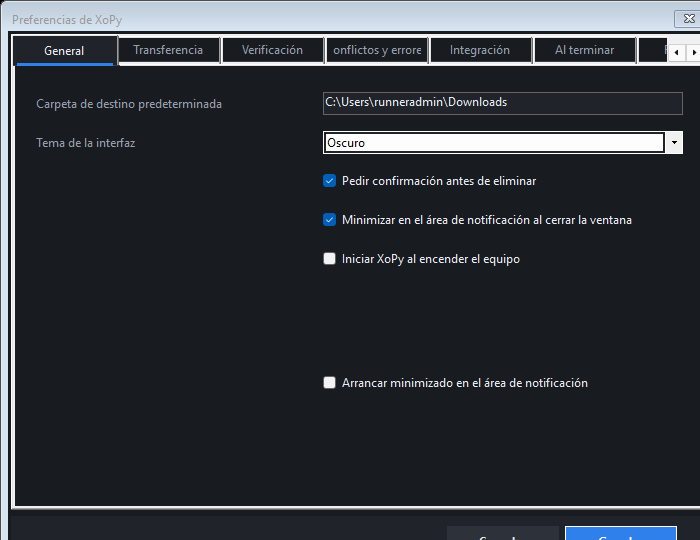 Preferencias de XoPy
General
Transferencia
Verificación
onflictos y errore
Integración
Al terminar
Carpeta de destino predeterminada
C:\Users\runneradmin\Downloads
Tema de la interfaz
Oscuro
Pedir confirmación antes de eliminar
Minimizar en el área de notificación al cerrar la ventana
Iniciar XoPy al encender el equipo
Arrancar minimizado en el área de notificación